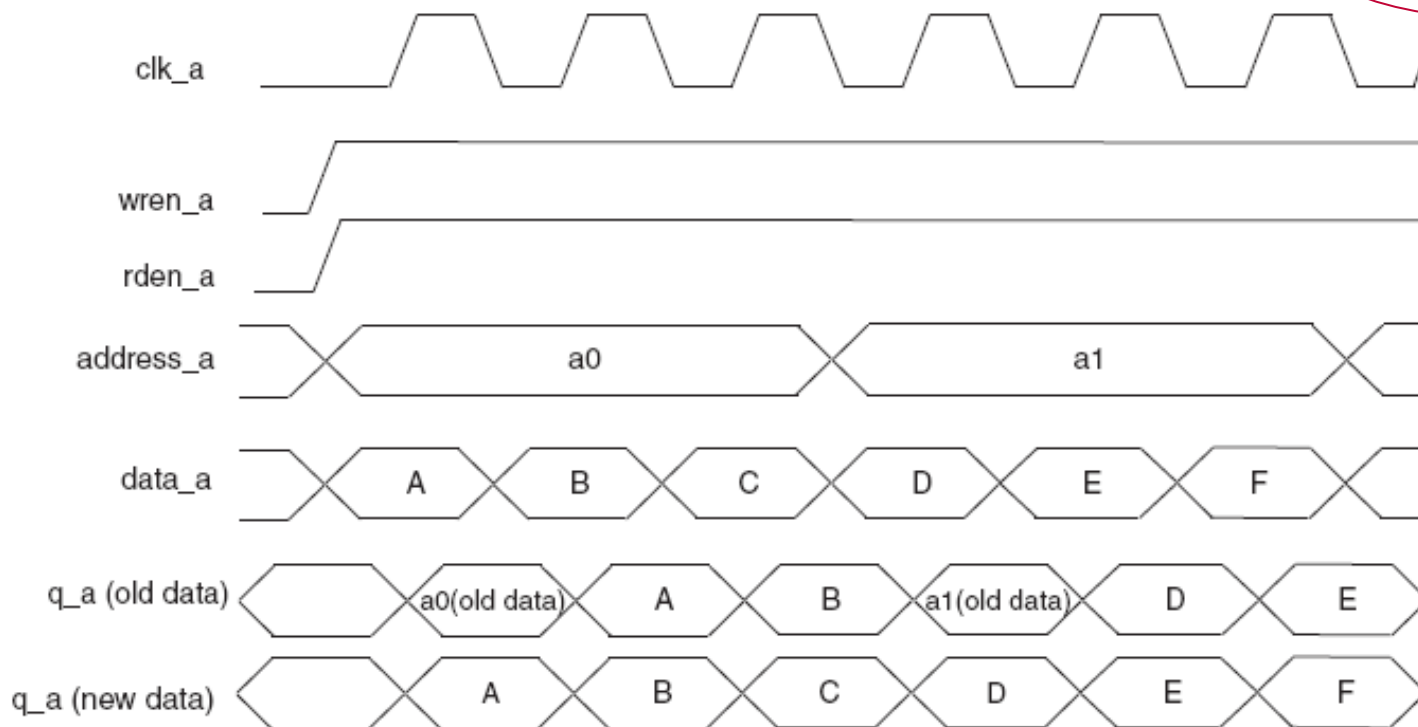 clk_a
wren_a
rden_a
address_a a0 a1
data_a A B C D E F
q_a (old data) a0(old data) A B a1(old data) D E
q_a (new data) A B C D E F